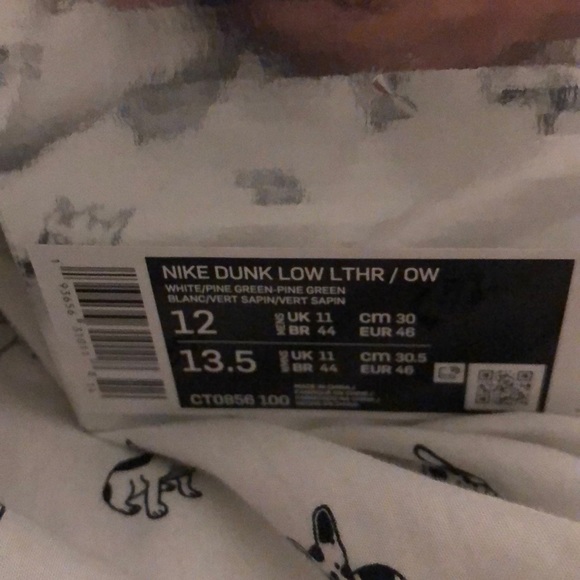 NIKE DUNK LOW LTHR / OW
WHITE/PINE GREEN-PINE GREEN
BLANC/VERT SAPIN/VERT SAPIN
12 UK 11 cm 30
BR 44 EUR 46
13.5 UK 11 cm 30.5
BR 44 EUR 46
CT0856 100
MADE IN CHINA /